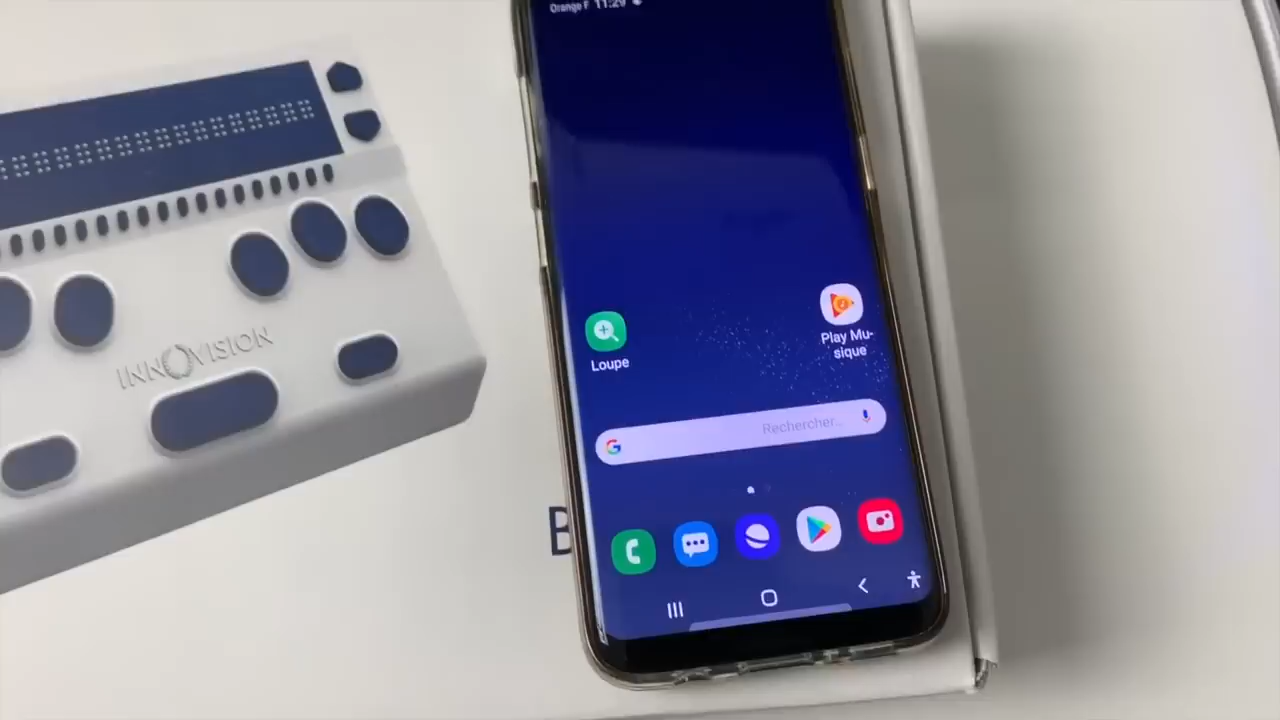 Orange F 11:29
INNOVISION
Loupe
Play Mu-
sique
Rechercher...
B